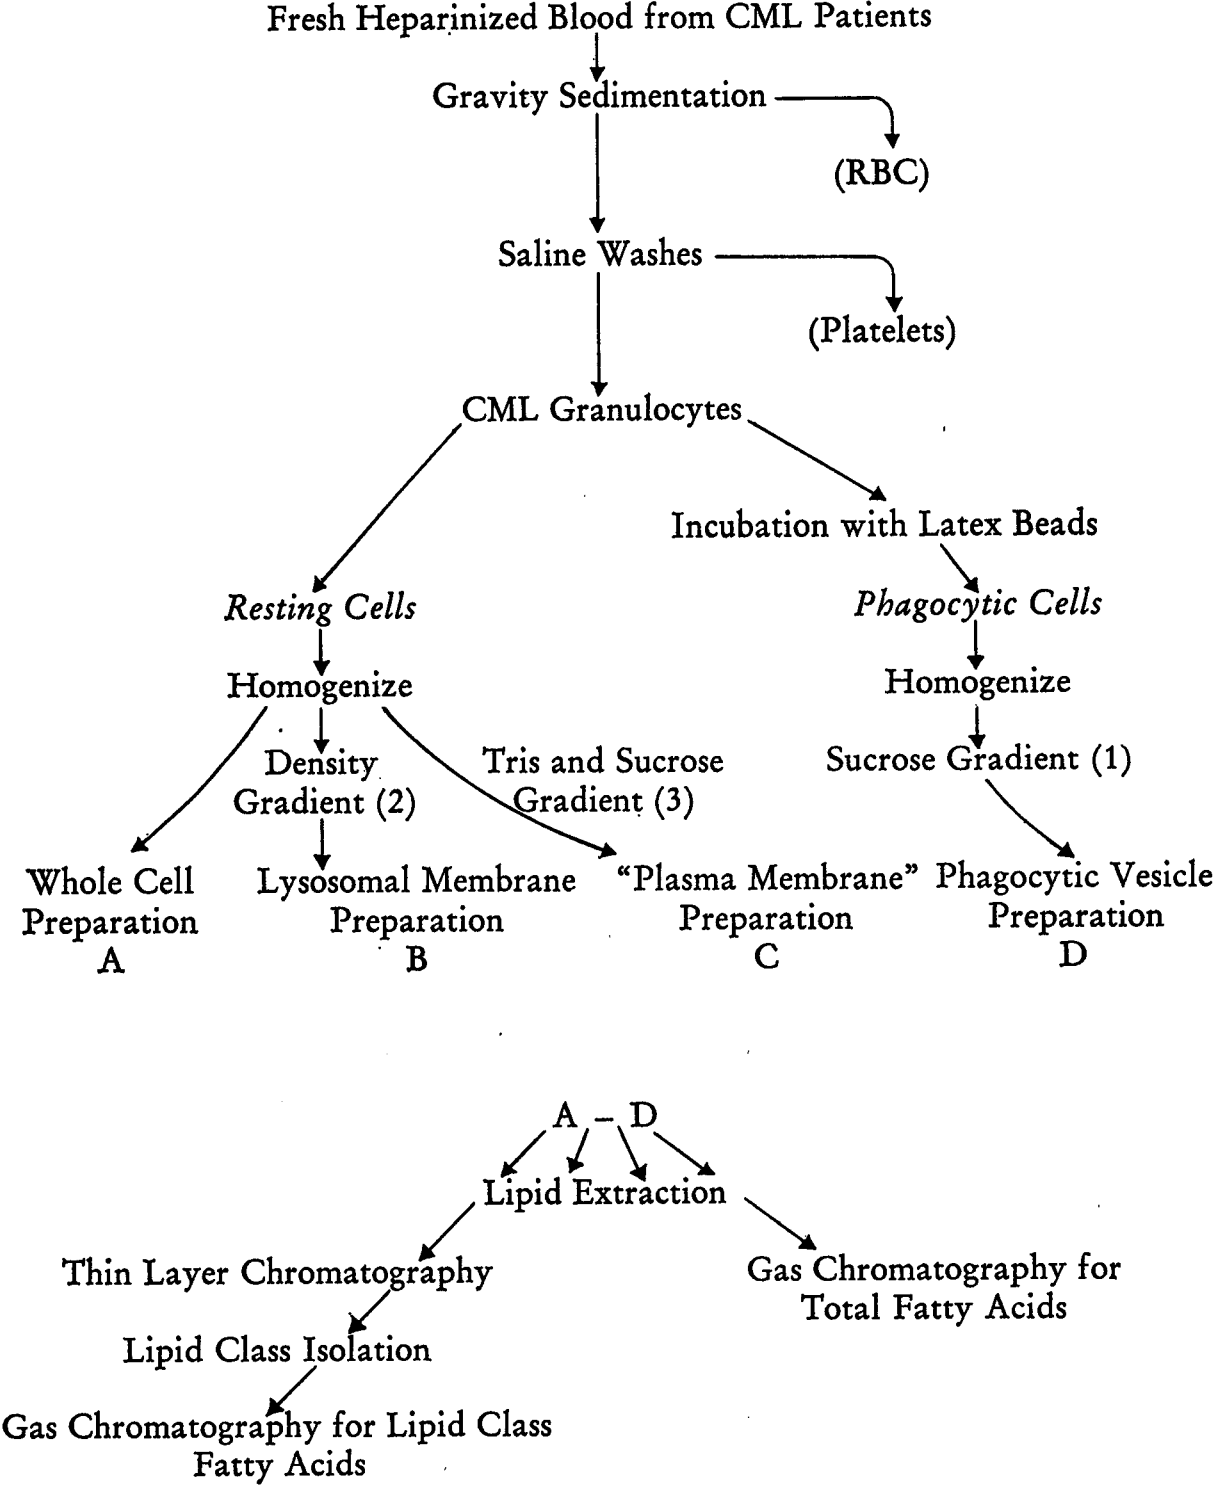 Fresh Heparinized Blood from CML Patients
Gravity Sedimentation
(RBC)
Saline Washes
(Platelets)
CML Granulocytes
Incubation with Latex Beads
Resting Cells
Phagocytic Cells
Homogenize
Homogenize
Density
Gradient (2)
Tris and Sucrose
Gradient (3)
Sucrose Gradient (1)
Whole Cell
Preparation
A
Lysosomal Membrane
Preparation
B
“Plasma Membrane”
Preparation
C
Phagocytic Vesicle
Preparation
D
A – D
Lipid Extraction
Thin Layer Chromatography
Gas Chromatography for
Total Fatty Acids
Lipid Class Isolation
Gas Chromatography for Lipid Class
Fatty Acids